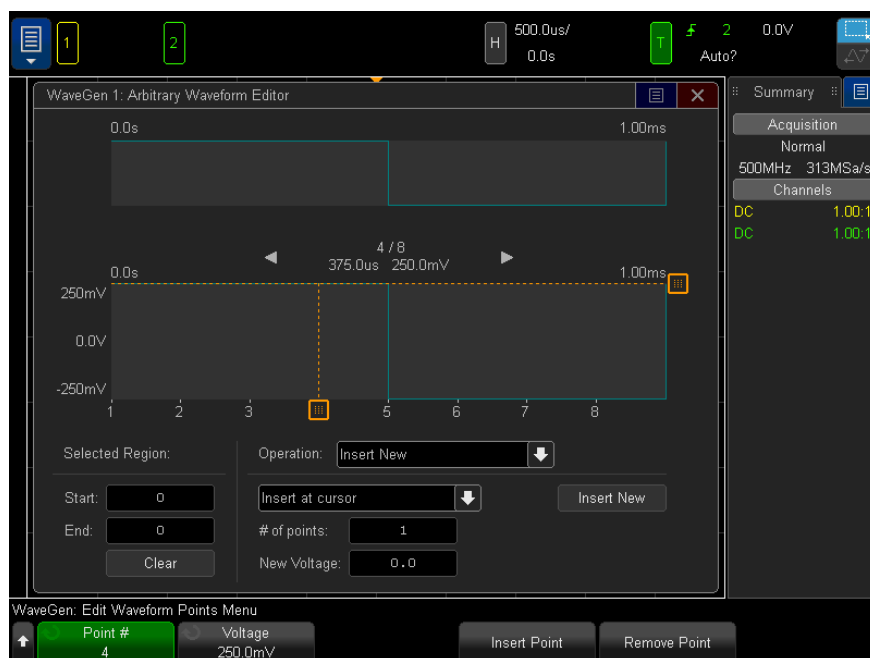 1 2 H 500.0us/ T 2 0.0V
0.0s Auto?
WaveGen 1: Arbitrary Waveform Editor
Summary
0.0s 1.00ms
Acquisition
Normal
500MHz 313MSa/s
Channels
DC 1.00:1
DC 1.00:1
4 / 8
375.0us 250.0mV
0.0s 1.00ms
250mV
0.0V
-250mV
1 2 3 5 6 7 8
Selected Region: Operation: Insert New
Start: 0 Insert at cursor Insert New
End: 0 # of points: 1
Clear New Voltage: 0.0
WaveGen: Edit Waveform Points Menu
Point # Voltage Insert Point Remove Point
4 250.0mV